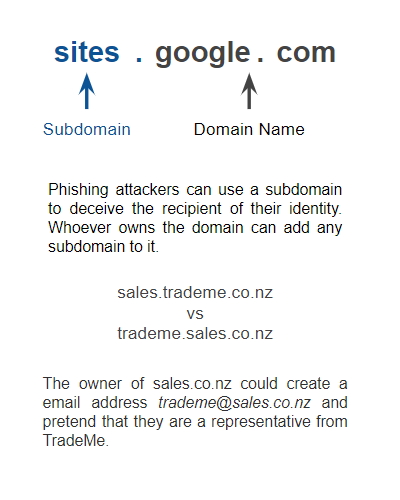 sites . google . com
Subdomain Domain Name
Phishing attackers can use a subdomain
to deceive the recipient of their identity.
Whoever owns the domain can add any
subdomain to it.
sales.trademe.co.nz
vs
trademe.sales.co.nz
The owner of sales.co.nz could create a
email address trademe@sales.co.nz and
pretend that they are a representative from
TradeMe.